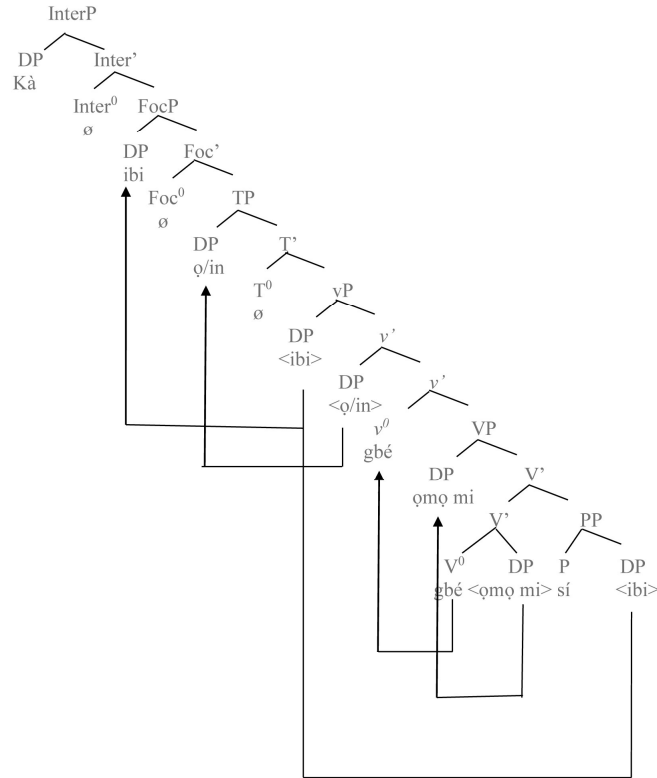 InterP
DP Inter’
Kà
Inter⁰ FocP
ø
DP Foc’
ibi
Foc⁰ TP
ø
DP T’
ọ/in
T⁰ vP
ø
DP v’
<ibi>
DP v’
<ọ/in>
v⁰ VP
gbé
DP V’
ọmọ mi
V’ PP
V⁰ DP P DP
gbé <ọmọ mi> sí <ibi>